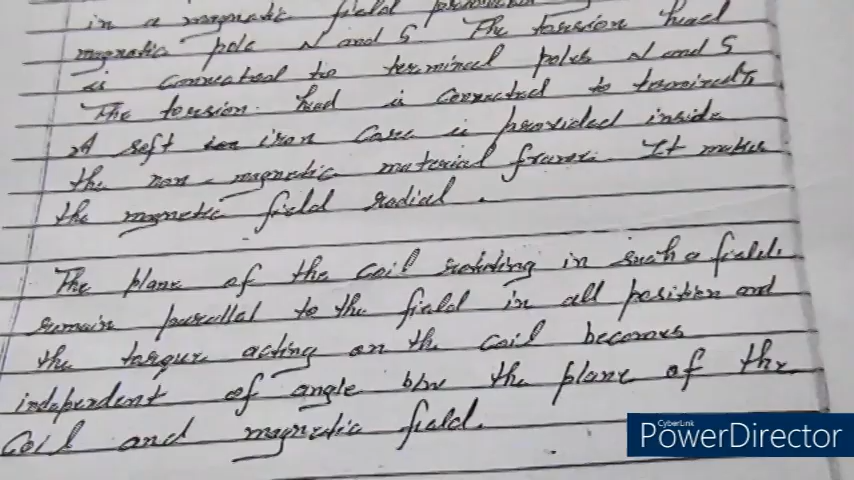 in a magnetic field
magnetic pole N and S The torsion head
is connected to terminal poles N and S
The torsion head is connected to
A soft iron core is provided inside
the non-magnetic material frame. It makes
the magnetic field radial.
The plane of the coil rotating in such a field.
remain parallel to the field in all position and
the torque acting on the coil becomes
independent of angle b/w the plane of the
coil and magnetic field.
CyberLink
PowerDirector